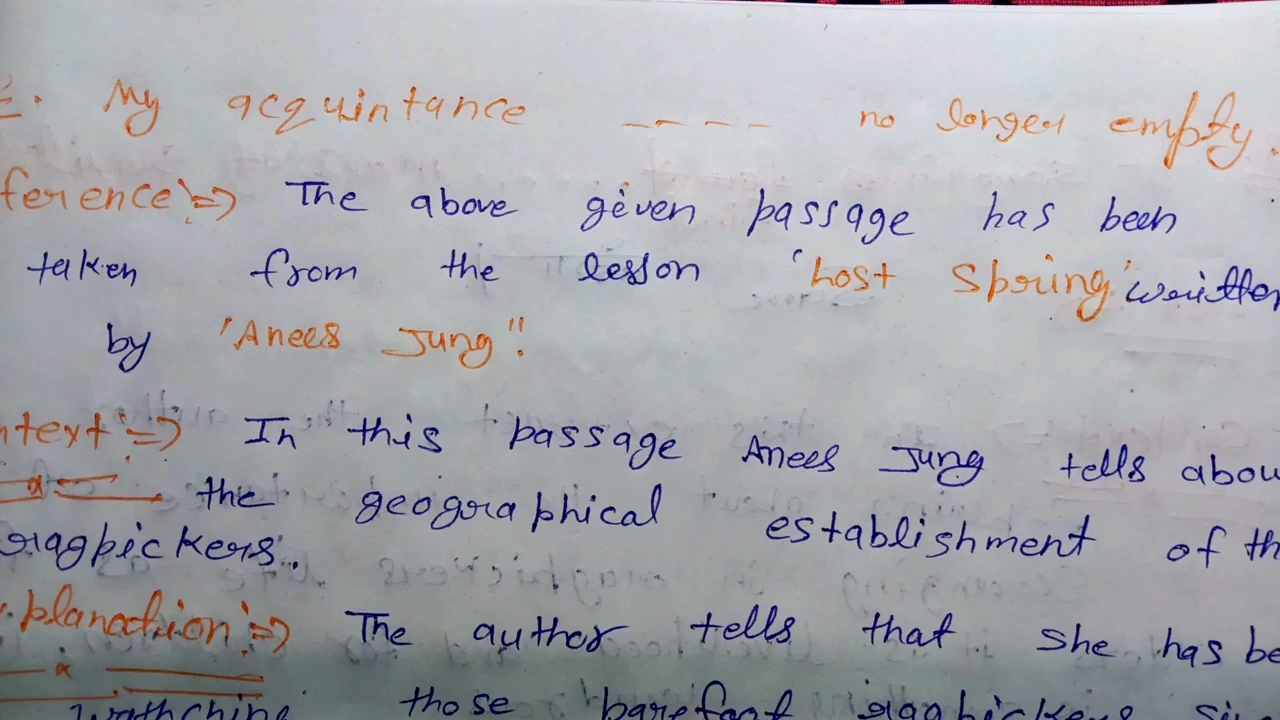 E. My acquintance ---- no longer empty.
ference:=> The above given passage has been
taken from the lesson 'Lost Spring' written
by 'Anees Jung".
ntext:=> In this passage Anees Jung tells abou
the geographical establishment of th
ragpickers.
planation:=> The author tells that she has be
wathching those barefoot ragpickers sin